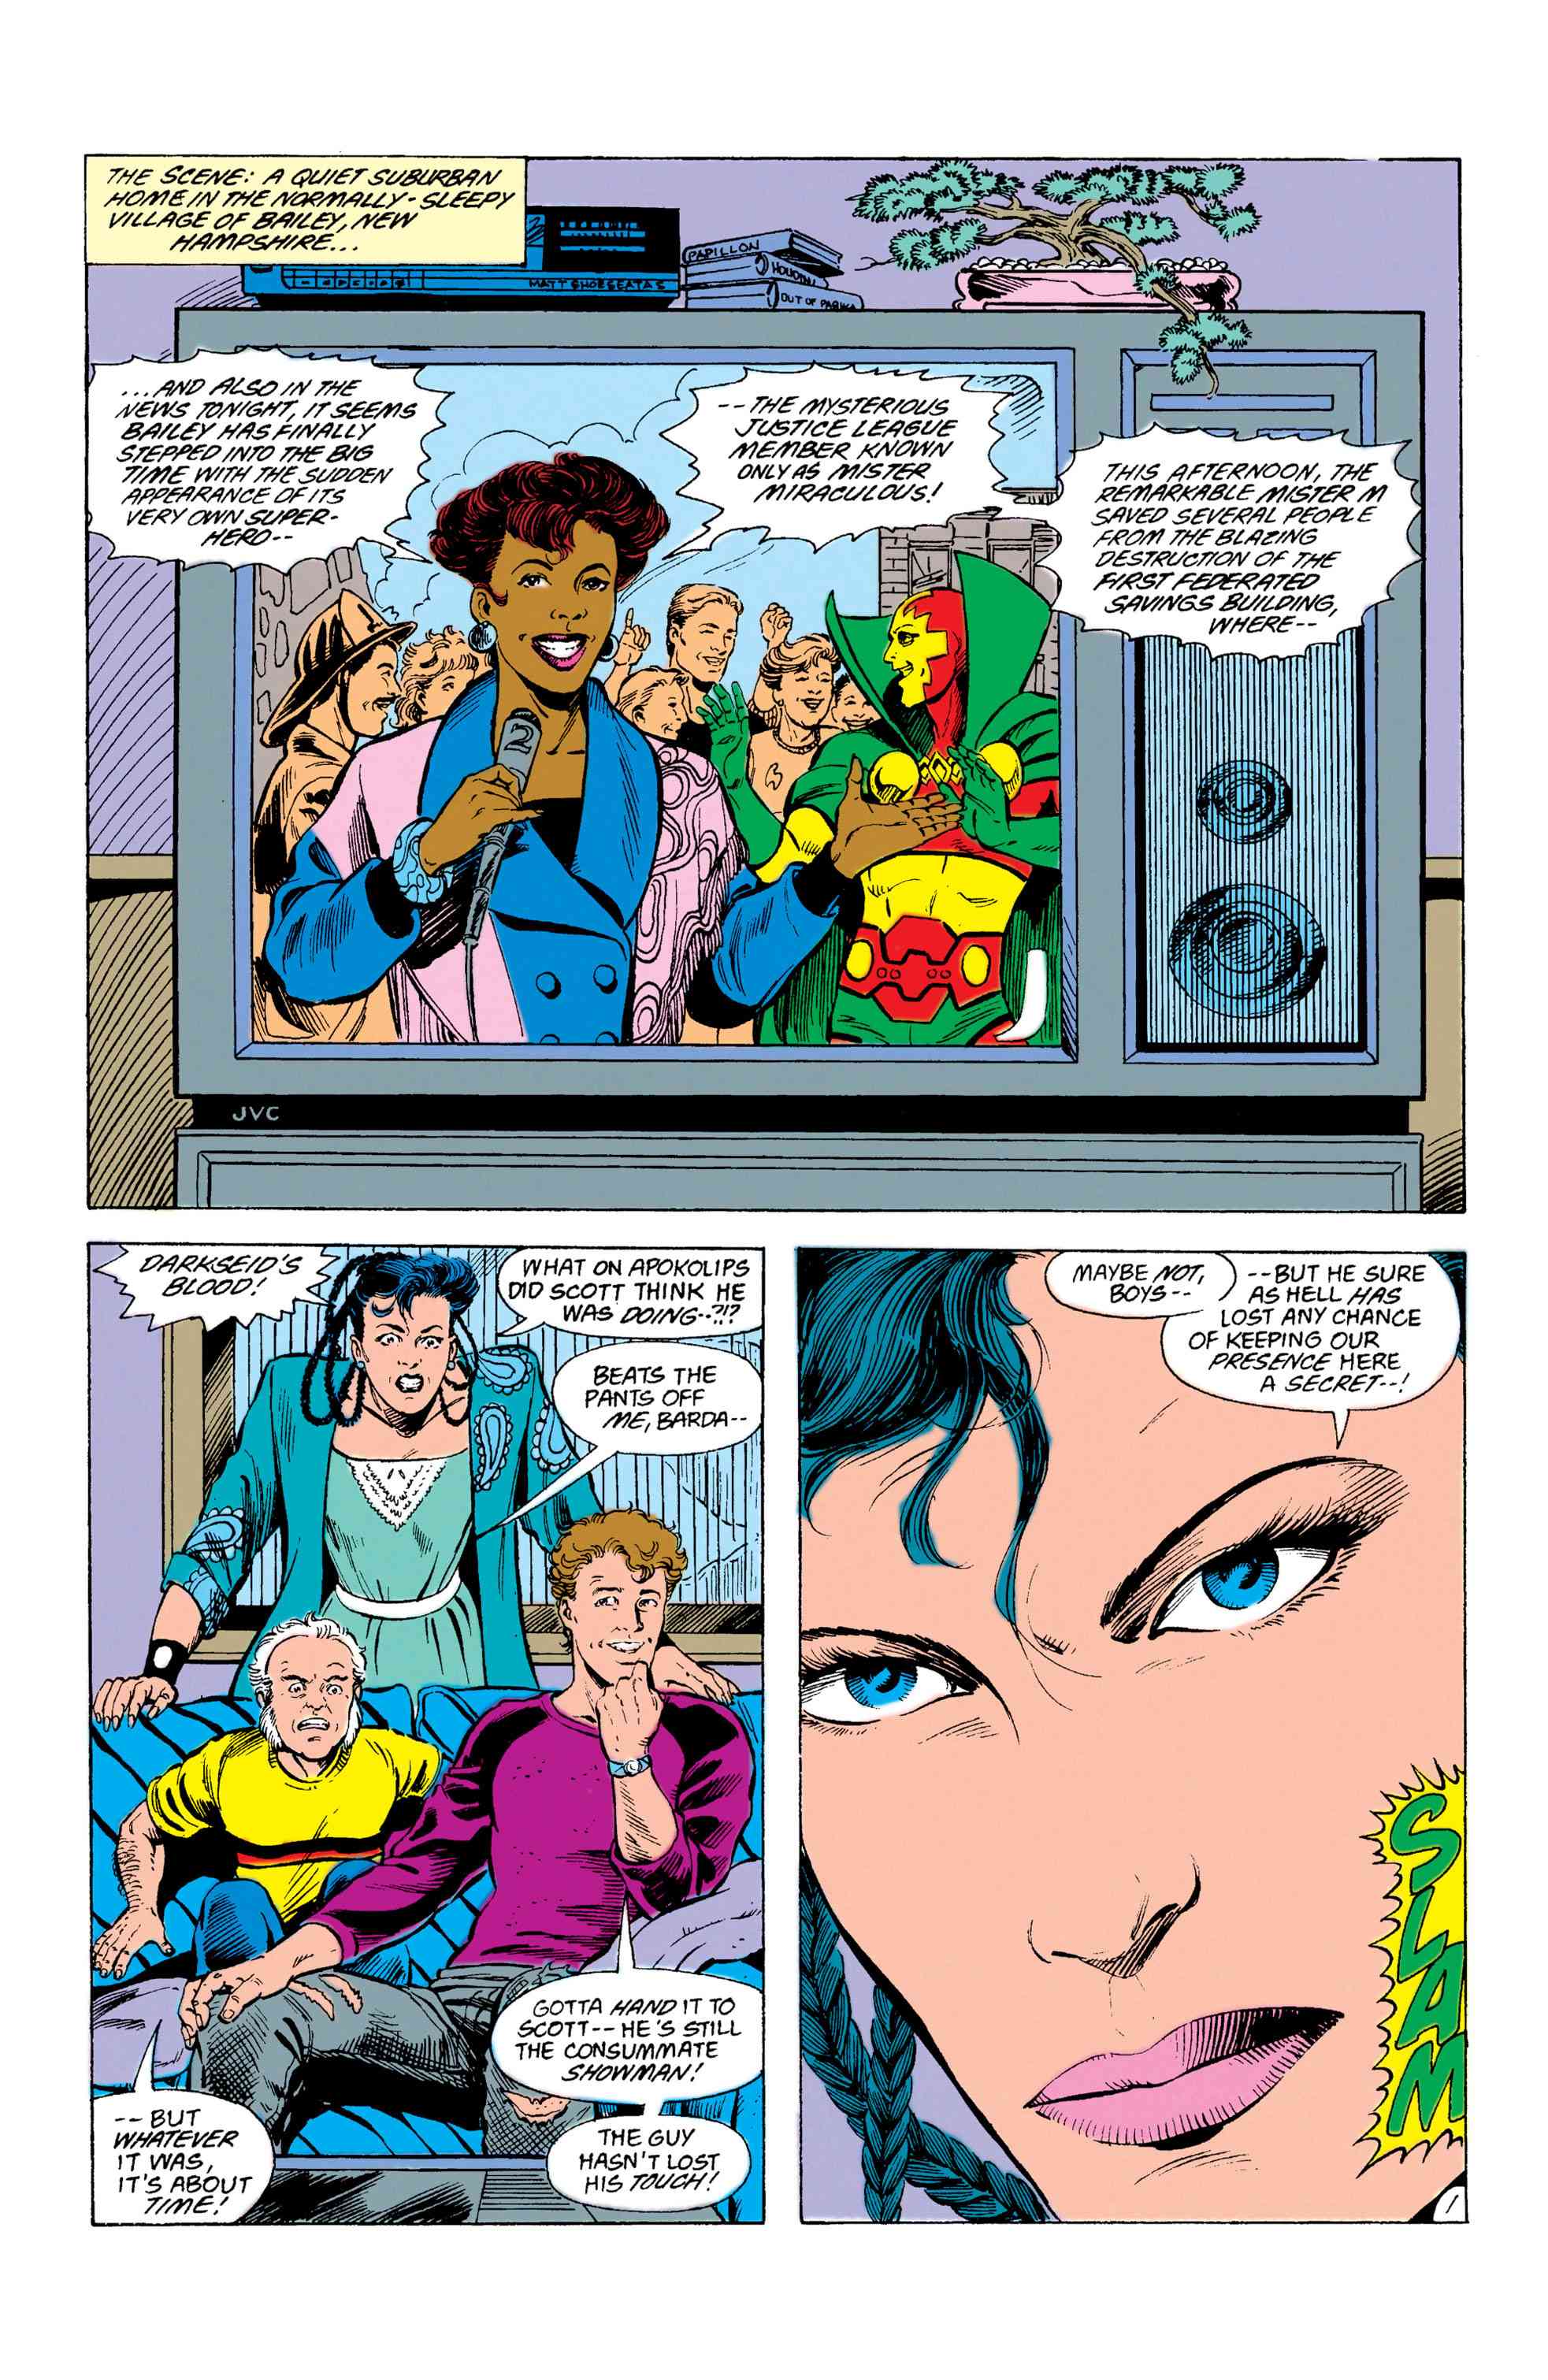 THE SCENE: A QUIET SUBURBAN
HOME IN THE NORMALLY-SLEEPY
VILLAGE OF BAILEY, NEW
HAMPSHIRE...
MATT SHOESEATAS
PAPILLON
HOUDINI
OUT OF
...AND ALSO IN THE
NEWS TONIGHT, IT SEEMS
BAILEY HAS FINALLY
STEPPED INTO THE BIG
TIME WITH THE SUDDEN
APPEARANCE OF ITS
VERY OWN SUPER-
HERO--
--THE MYSTERIOUS
JUSTICE LEAGUE
MEMBER KNOWN
ONLY AS MISTER
MIRACULOUS!
THIS AFTERNOON, THE
REMARKABLE MISTER M
SAVED SEVERAL PEOPLE
FROM THE BLAZING
DESTRUCTION OF THE
FIRST FEDERATED
SAVINGS BUILDING,
WHERE--
2
JVC
DARKSEID'S
BLOOD!
WHAT ON APOKOLIPS
DID SCOTT THINK HE
WAS DOING--?!?
BEATS THE
PANTS OFF
ME, BARDA--
--BUT
WHATEVER
IT WAS,
IT'S ABOUT
TIME!
GOTTA HAND IT TO
SCOTT--HE'S STILL
THE CONSUMMATE
SHOWMAN!
THE GUY
HASN'T LOST
HIS TOUCH!
MAYBE NOT,
BOYS--
--BUT HE SURE
AS HELL HAS
LOST ANY CHANCE
OF KEEPING OUR
PRESENCE HERE
A SECRET--!
SLAM
1